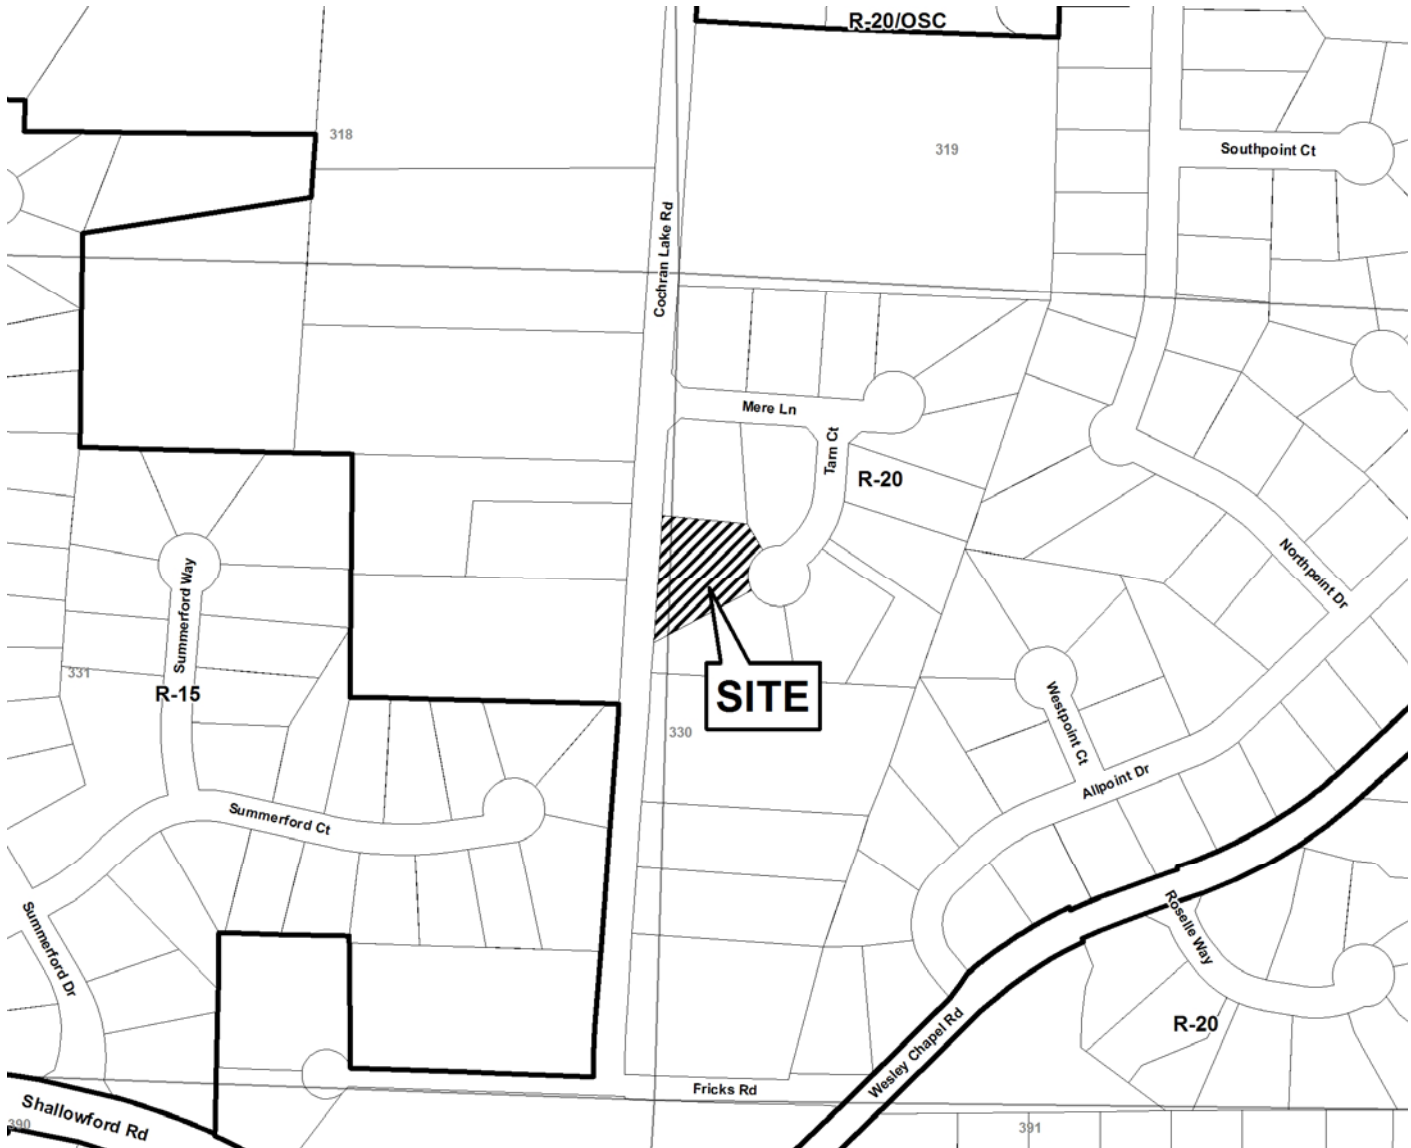 R-20/OSC
318
319
Southpoint Ct
Cochran Lake Rd
Mere Ln
Tarn Ct
R-20
Northpoint Dr
Summerford Way
331
R-15
SITE
330
Westpoint Ct
Allpoint Dr
Summerford Ct
Summerford Dr
Roselle Way
R-20
Wesley Chapel Rd
Fricks Rd
Shallowford Rd
390
391